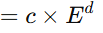 = c × E^d